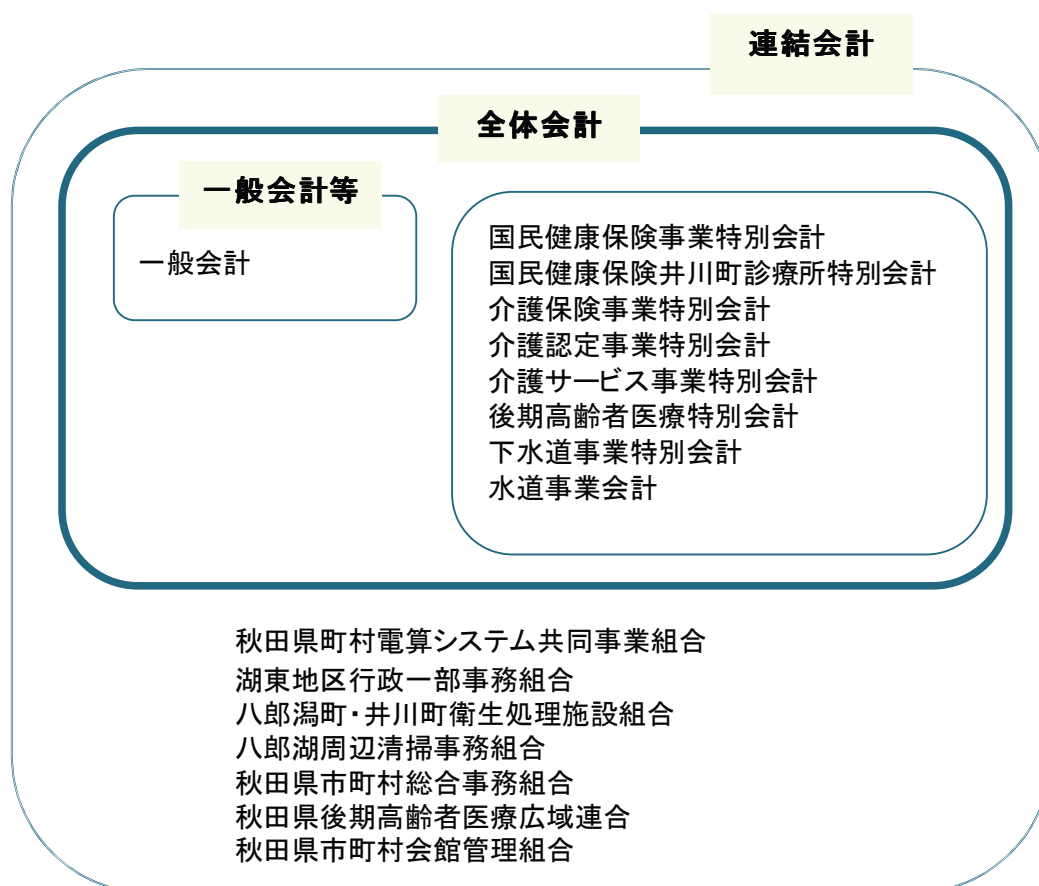 連結会計
全体会計
一般会計等
一般会計
国民健康保険事業特別会計
国民健康保険井川町診療所特別会計
介護保険事業特別会計
介護認定事業特別会計
介護サービス事業特別会計
後期高齢者医療特別会計
下水道事業特別会計
水道事業会計
秋田県町村電算システム共同事業組合
湖東地区行政一部事務組合
八郎潟町・井川町衛生処理施設組合
八郎湖周辺清掃事務組合
秋田県市町村総合事務組合
秋田県後期高齢者医療広域連合
秋田県市町村会館管理組合